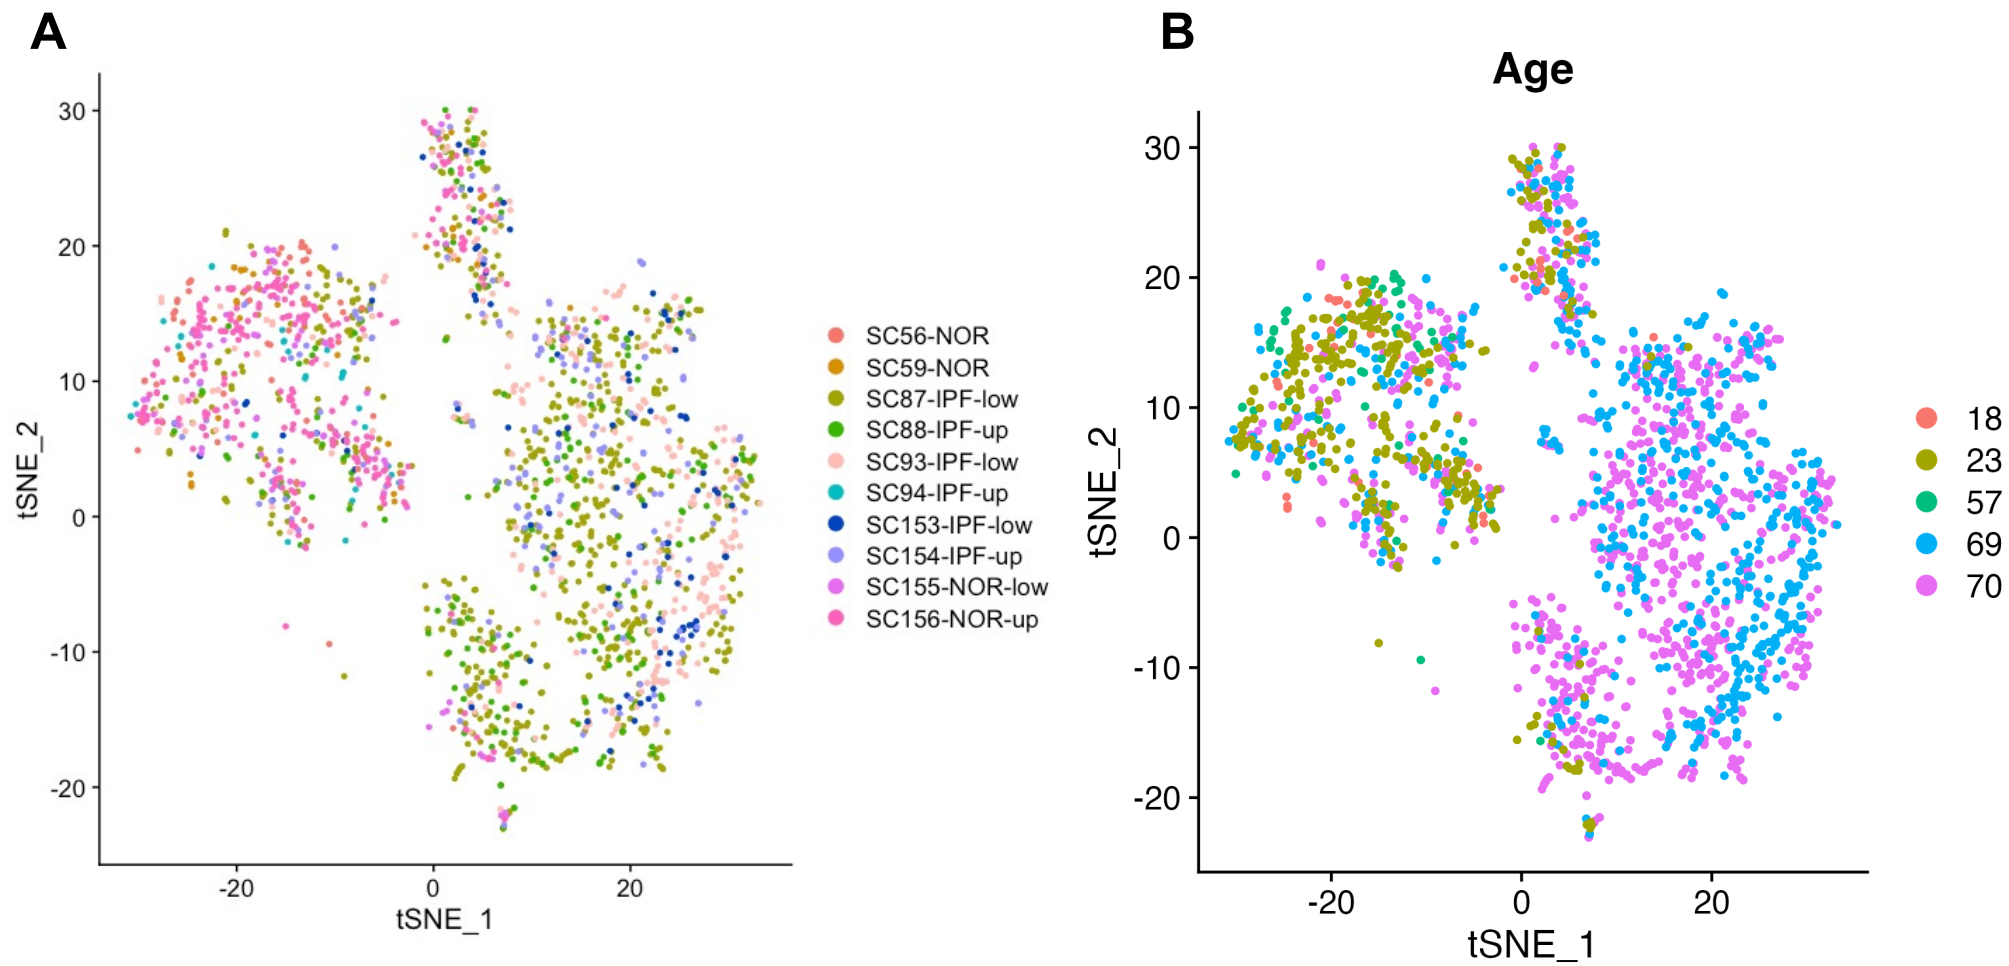 A
30
20
10
0
-10
-20
tSNE_2
-20
0
20
tSNE_1
SC56-NOR
SC59-NOR
SC87-IPF-low
SC88-IPF-up
SC93-IPF-low
SC94-IPF-up
SC153-IPF-low
SC154-IPF-up
SC155-NOR-low
SC156-NOR-up
B
Age
30
20
10
0
-10
-20
tSNE_2
-20
0
20
tSNE_1
18
23
57
69
70